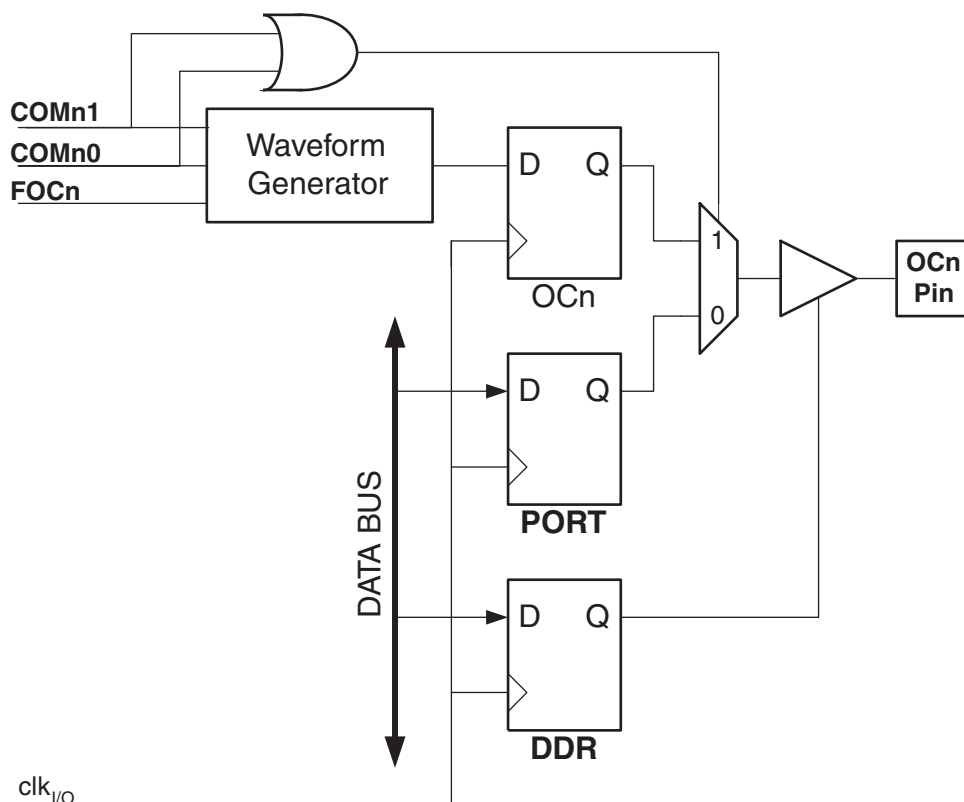 COMn1
COMn0
FOCn
Waveform
Generator
D Q
OCn
1
0
OCn
Pin
D Q
PORT
DATA BUS
D Q
DDR
clkI/O